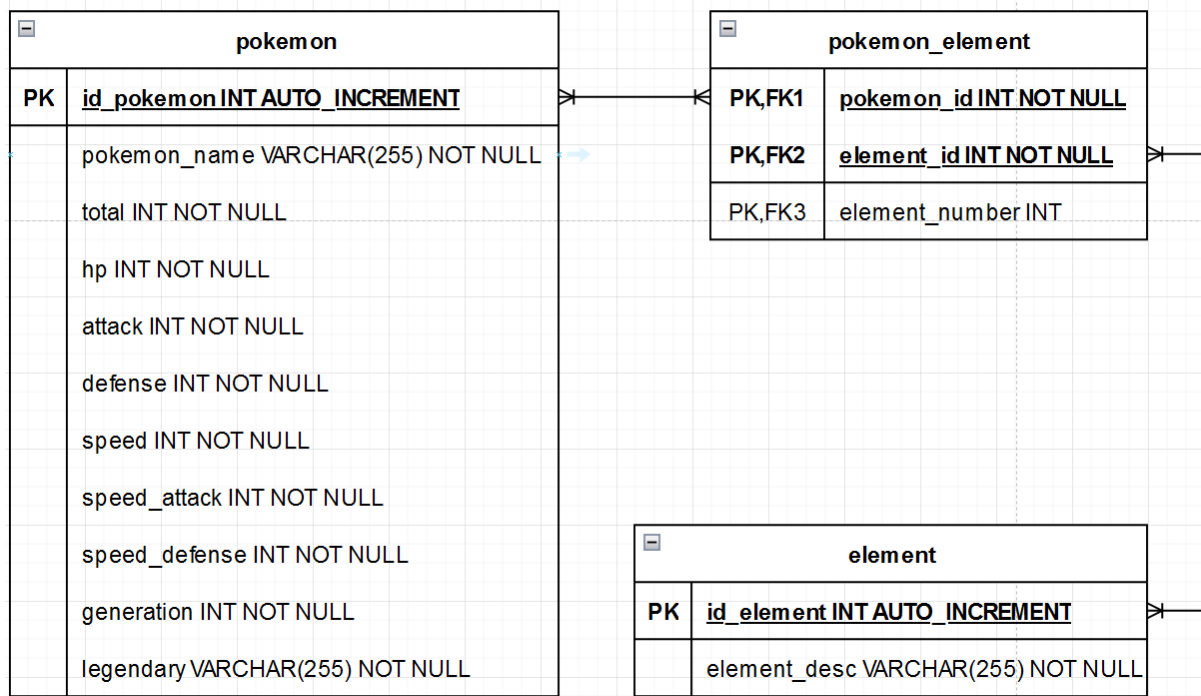 pokemon
PK id_pokemon INT AUTO_INCREMENT
pokemon_name VARCHAR(255) NOT NULL
total INT NOT NULL
hp INT NOT NULL
attack INT NOT NULL
defense INT NOT NULL
speed INT NOT NULL
speed_attack INT NOT NULL
speed_defense INT NOT NULL
generation INT NOT NULL
legendary VARCHAR(255) NOT NULL
pokemon_element
PK,FK1 pokemon_id INT NOT NULL
PK,FK2 element_id INT NOT NULL
PK,FK3 element_number INT
element
PK id_element INT AUTO_INCREMENT
element_desc VARCHAR(255) NOT NULL